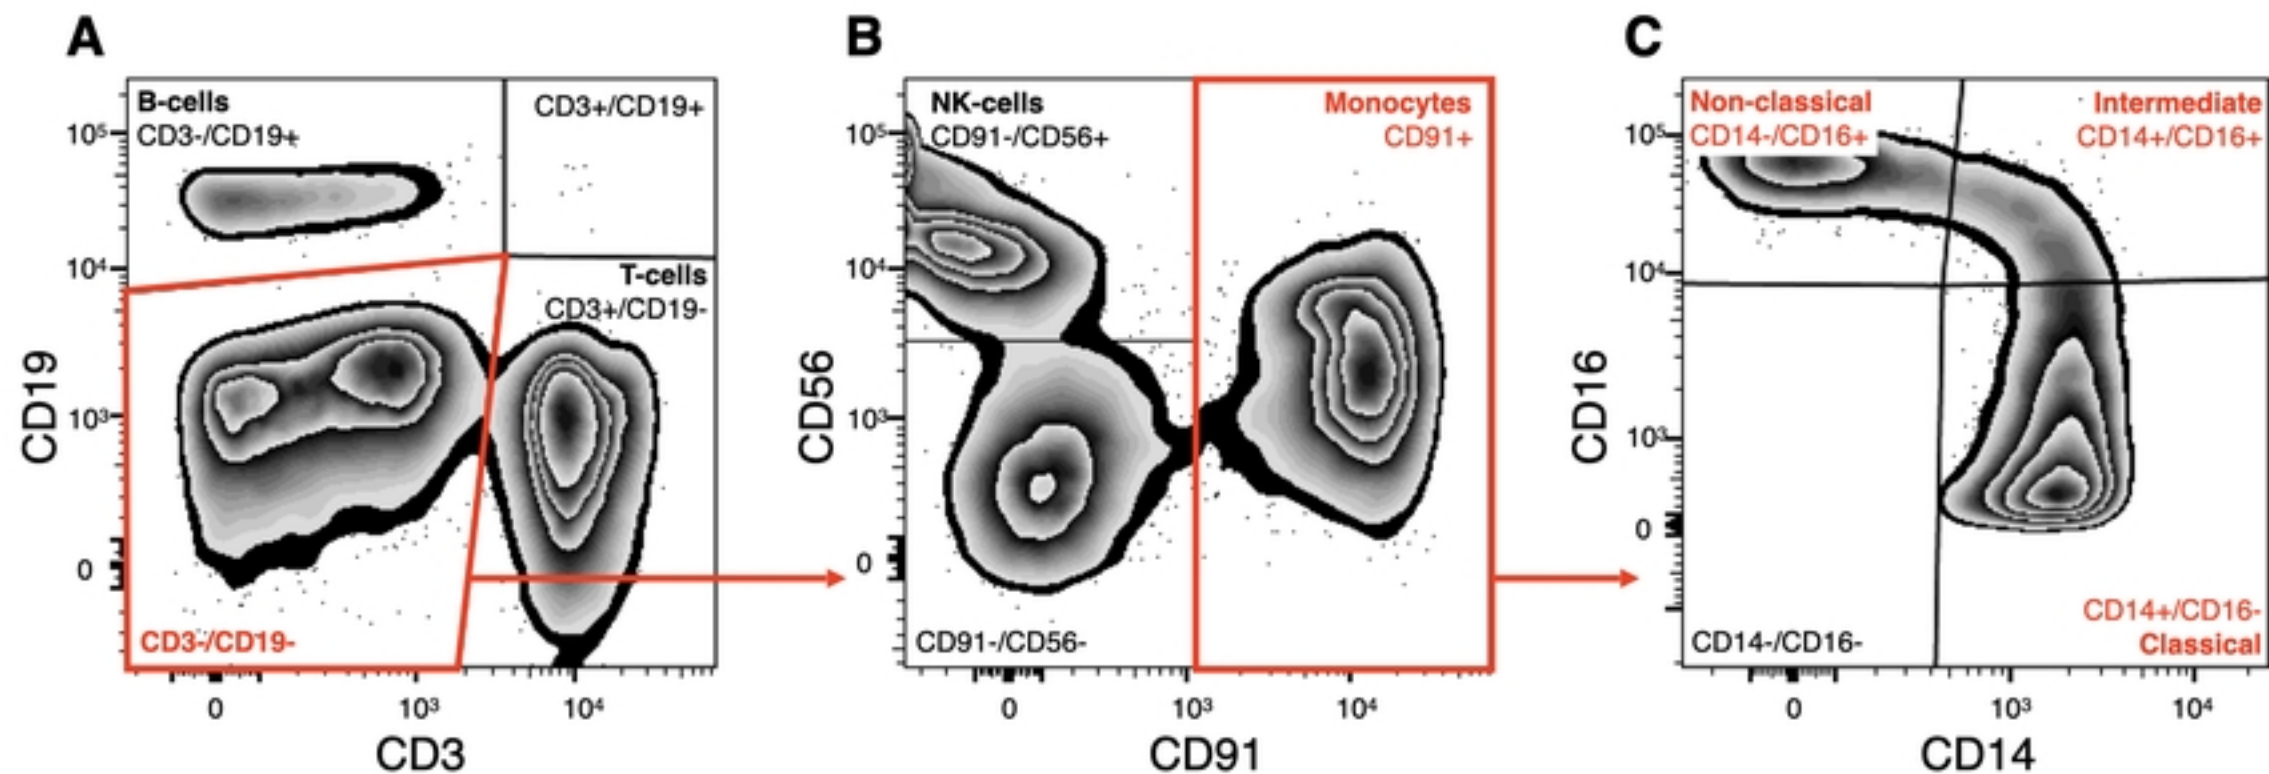 A
B-cells
CD3-/CD19+
CD3+/CD19+
T-cells
CD3+/CD19-
CD3-/CD19-
10⁵
10⁴
10³
0
CD19
0
10³
10⁴
CD3
B
NK-cells
CD91-/CD56+
Monocytes
CD91+
CD91-/CD56-
10⁵
10⁴
10³
0
CD56
0
10³
10⁴
CD91
C
Non-classical
CD14-/CD16+
Intermediate
CD14+/CD16+
CD14-/CD16-
CD14+/CD16-
Classical
10⁵
10⁴
10³
0
CD16
0
10³
10⁴
CD14